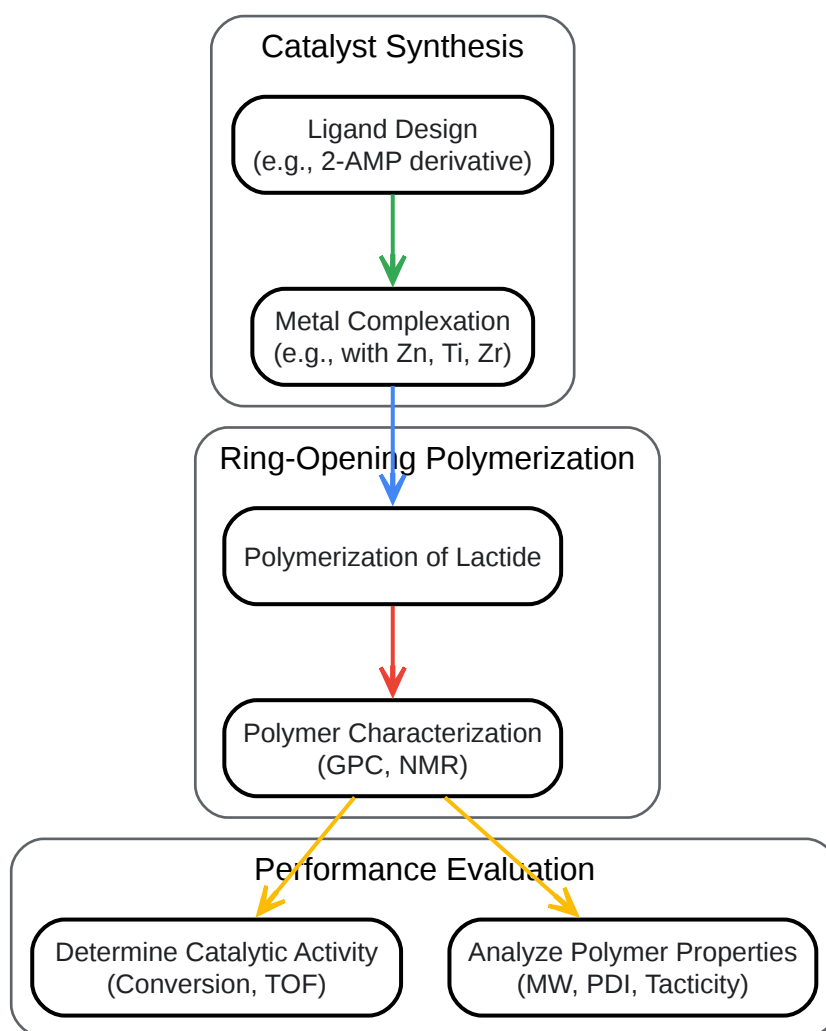 Catalyst Synthesis
Ligand Design
(e.g., 2-AMP derivative)
Metal Complexation
(e.g., with Zn, Ti, Zr)
Ring-Opening Polymerization
Polymerization of Lactide
Polymer Characterization
(GPC, NMR)
Performance Evaluation
Determine Catalytic Activity
(Conversion, TOF)
Analyze Polymer Properties
(MW, PDI, Tacticity)